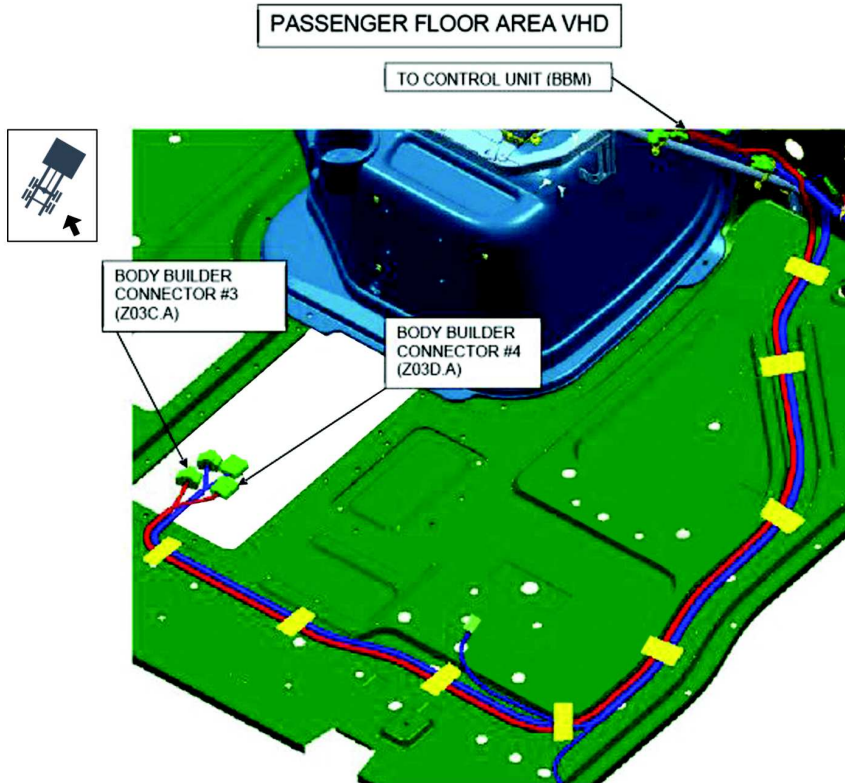 PASSENGER FLOOR AREA VHD
TO CONTROL UNIT (BBM)
BODY BUILDER
CONNECTOR #3
(Z03C.A)
BODY BUILDER
CONNECTOR #4
(Z03D.A)